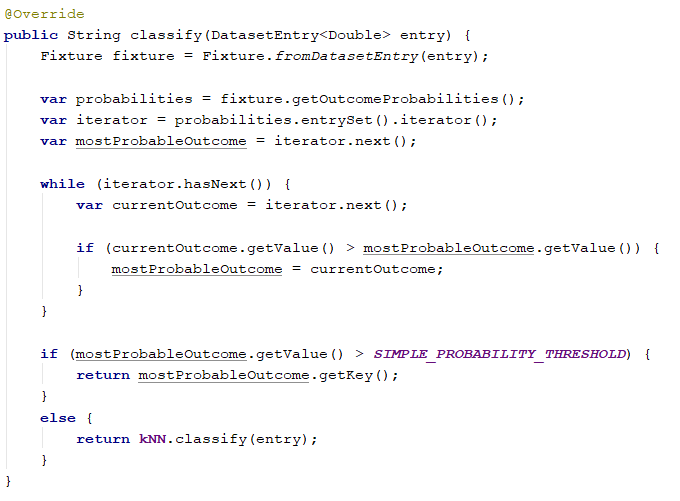 @Override
public String classify(DatasetEntry<Double> entry) {
    Fixture fixture = Fixture.fromDatasetEntry(entry);

    var probabilities = fixture.getOutcomeProbabilities();
    var iterator = probabilities.entrySet().iterator();
    var mostProbableOutcome = iterator.next();

    while (iterator.hasNext()) {
        var currentOutcome = iterator.next();

        if (currentOutcome.getValue() > mostProbableOutcome.getValue()) {
            mostProbableOutcome = currentOutcome;
        }
    }

    if (mostProbableOutcome.getValue() > SIMPLE_PROBABILITY_THRESHOLD) {
        return mostProbableOutcome.getKey();
    }
    else {
        return kNN.classify(entry);
    }
}